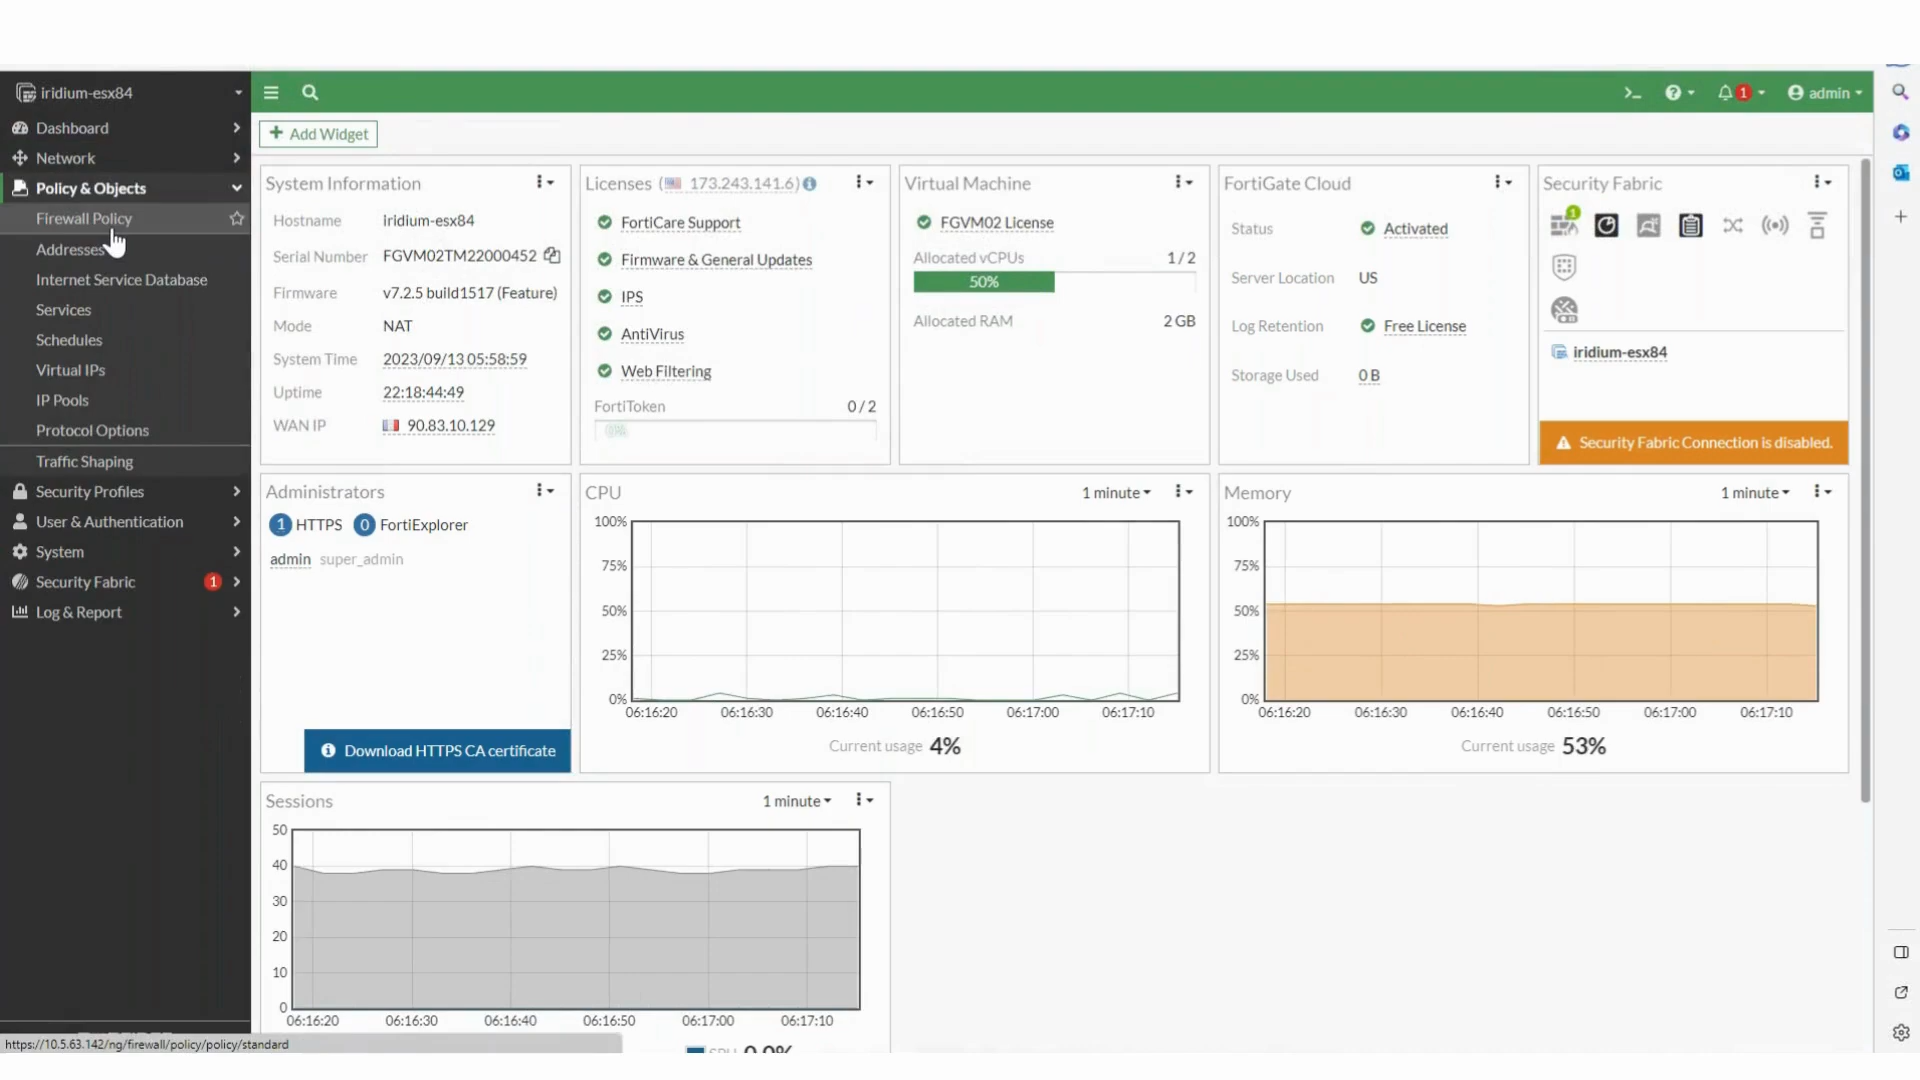 iridium-esx84
Dashboard
Network
Policy & Objects
Firewall Policy
Addresses
Internet Service Database
Services
Schedules
Virtual IPs
IP Pools
Protocol Options
Traffic Shaping
Security Profiles
User & Authentication
System
Security Fabric 1
Log & Report
https://10.5.63.142/ng/firewall/policy/policy/standard
>_ ? 1 admin
+ Add Widget
System Information
Hostname iridium-esx84
Serial Number FGVM02TM22000452
Firmware v7.2.5 build1517 (Feature)
Mode NAT
System Time 2023/09/13 05:58:59
Uptime 22:18:44:49
WAN IP 90.83.10.129
Licenses ( 173.243.141.6)
FortiCare Support
Firmware & General Updates
IPS
AntiVirus
Web Filtering
FortiToken 0 / 2
0%
Virtual Machine
FGVM02 License
Allocated vCPUs 1 / 2
50%
Allocated RAM 2 GB
FortiGate Cloud
Status Activated
Server Location US
Log Retention Free License
Storage Used 0 B
Security Fabric
1
iridium-esx84
Security Fabric Connection is disabled.
Administrators
1 HTTPS 0 FortiExplorer
admin super_admin
Download HTTPS CA certificate
CPU 1 minute
100%
75%
50%
25%
0%
06:16:20 06:16:30 06:16:40 06:16:50 06:17:00 06:17:10
Current usage 4%
Memory 1 minute
100%
75%
50%
25%
0%
06:16:20 06:16:30 06:16:40 06:16:50 06:17:00 06:17:10
Current usage 53%
Sessions 1 minute
50
40
30
20
10
0
06:16:20 06:16:30 06:16:40 06:16:50 06:17:00 06:17:10